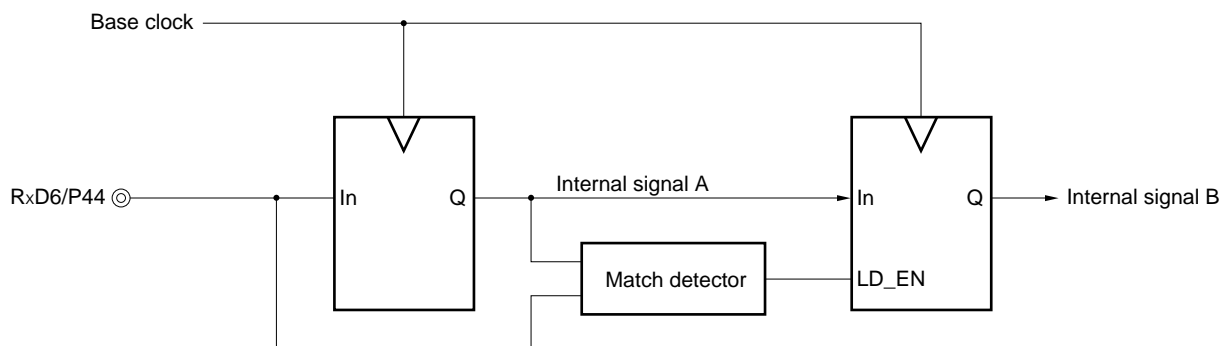 Base clock
RxD6/P44
In
Q
Internal signal A
In
Q
Internal signal B
Match detector
LD_EN